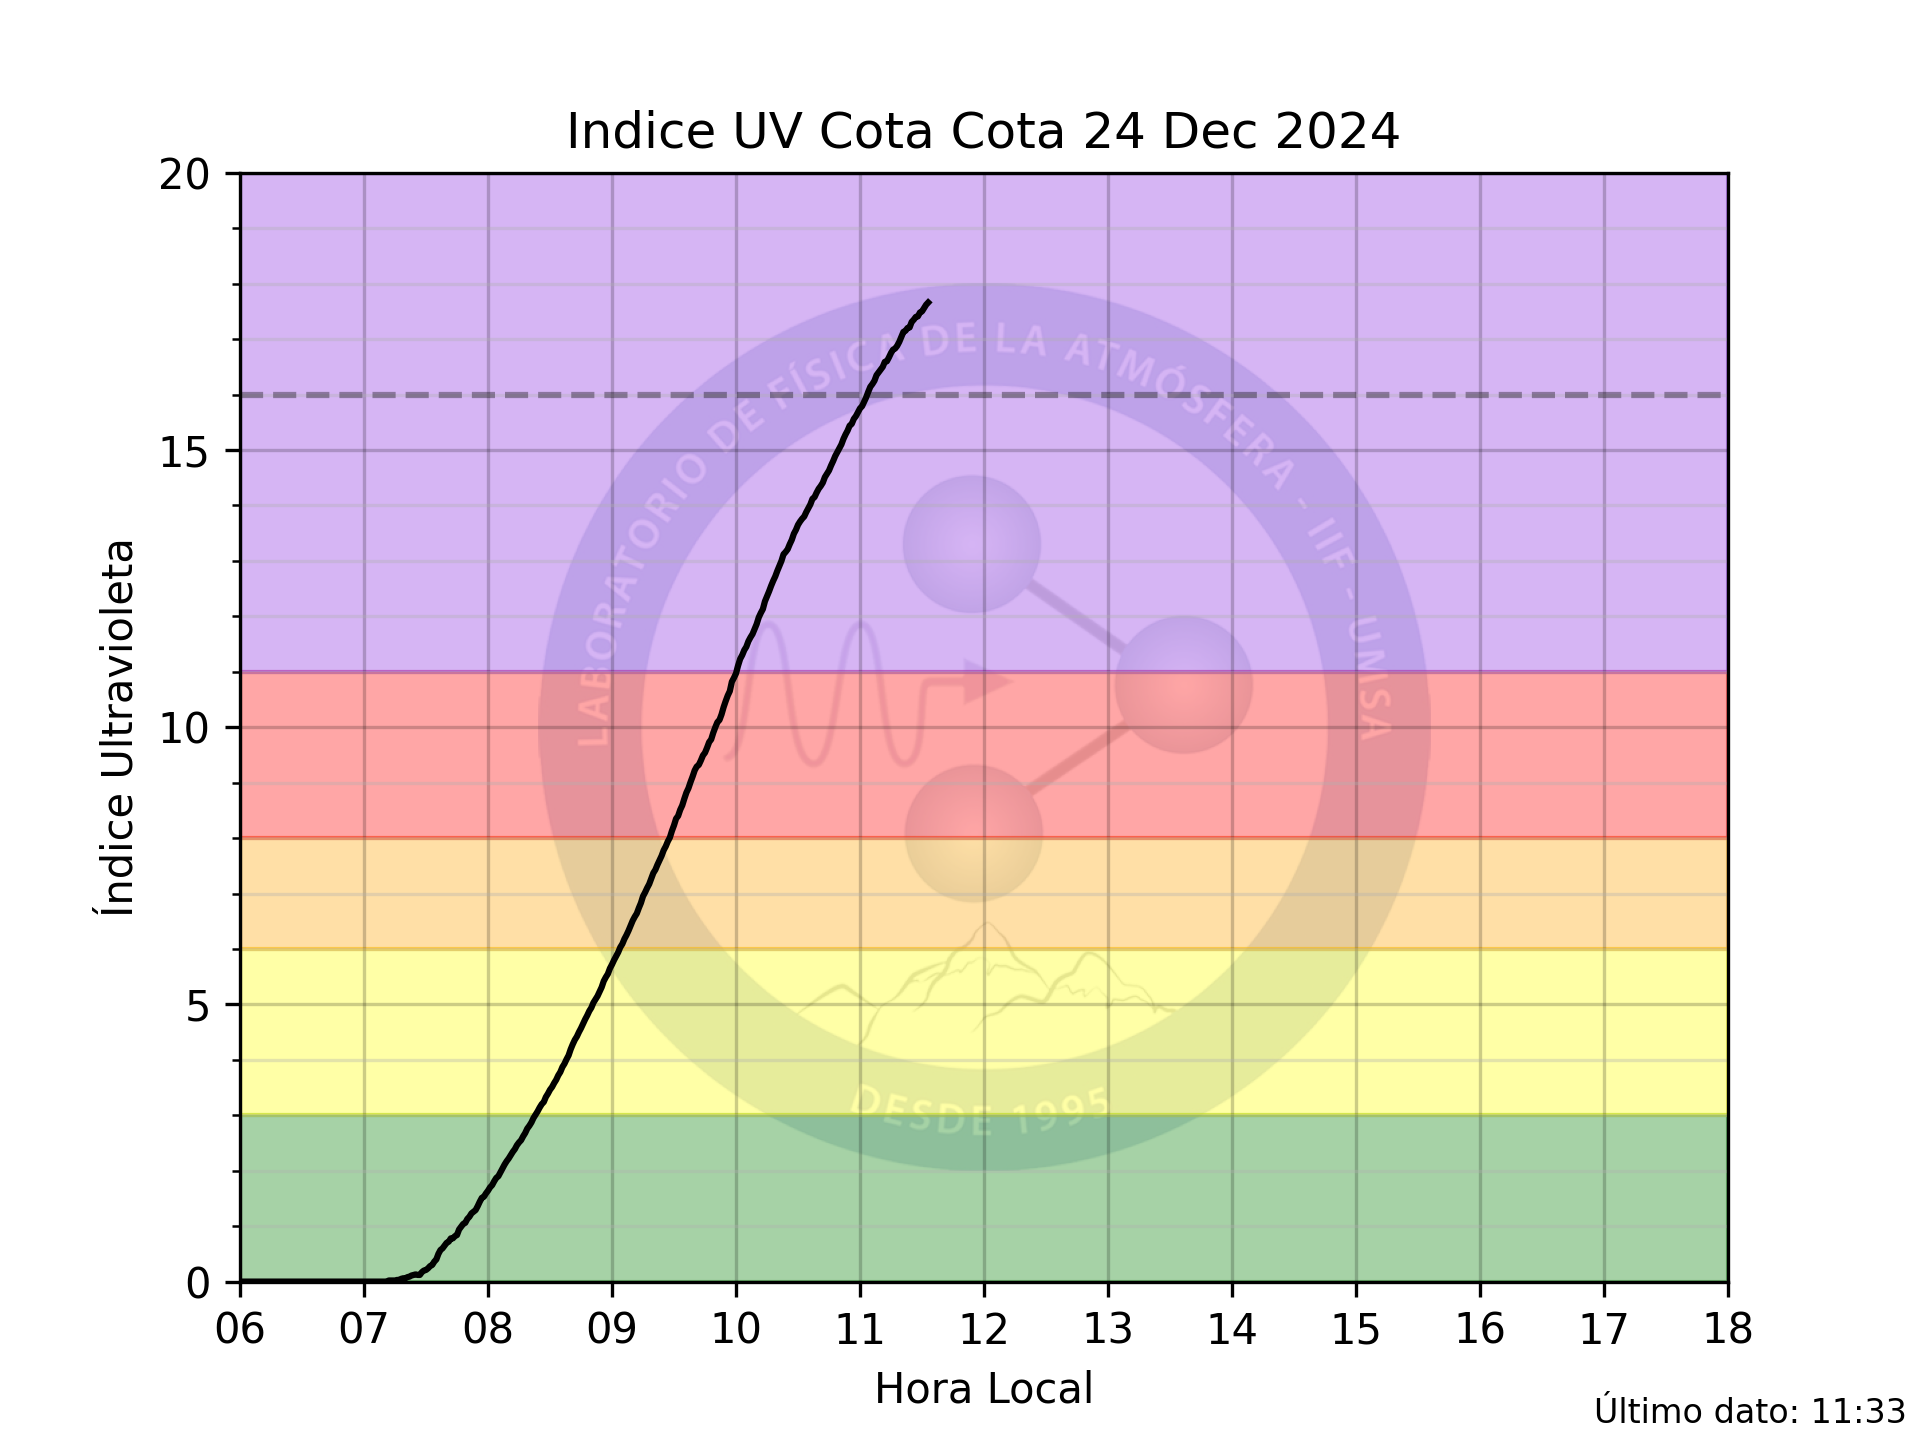 Indice UV Cota Cota 24 Dec 2024
20
15
10
5
0
Índice Ultravioleta
LABORATORIO DE FÍSICA DE LA ATMÓSFERA - IIF - UMSA
DESDE 1995
06 07 08 09 10 11 12 13 14 15 16 17 18
Hora Local
Último dato: 11:33